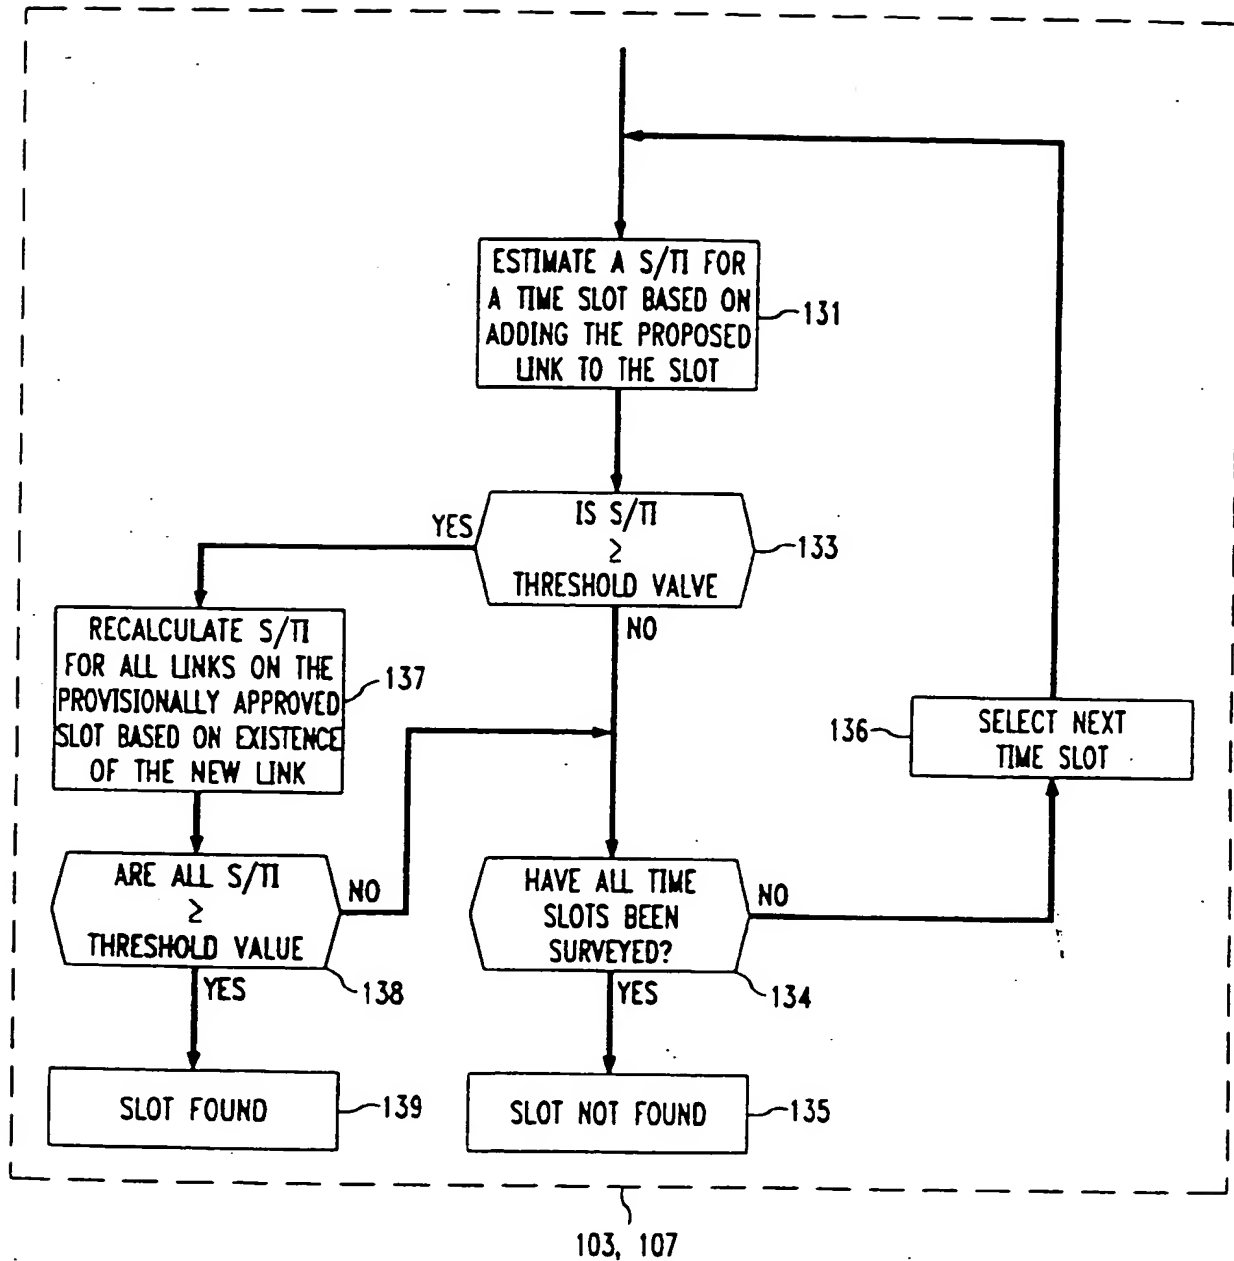 ESTIMATE A S/TI FOR
A TIME SLOT BASED ON
ADDING THE PROPOSED
LINK TO THE SLOT
131
IS S/TI
≥
THRESHOLD VALVE
133
YES
NO
RECALCULATE S/TI
FOR ALL LINKS ON THE
PROVISIONALLY APPROVED
SLOT BASED ON EXISTENCE
OF THE NEW LINK
137
136
SELECT NEXT
TIME SLOT
ARE ALL S/TI
≥
THRESHOLD VALUE
138
NO
YES
HAVE ALL TIME
SLOTS BEEN
SURVEYED?
134
NO
YES
SLOT FOUND
139
SLOT NOT FOUND
135
103, 107